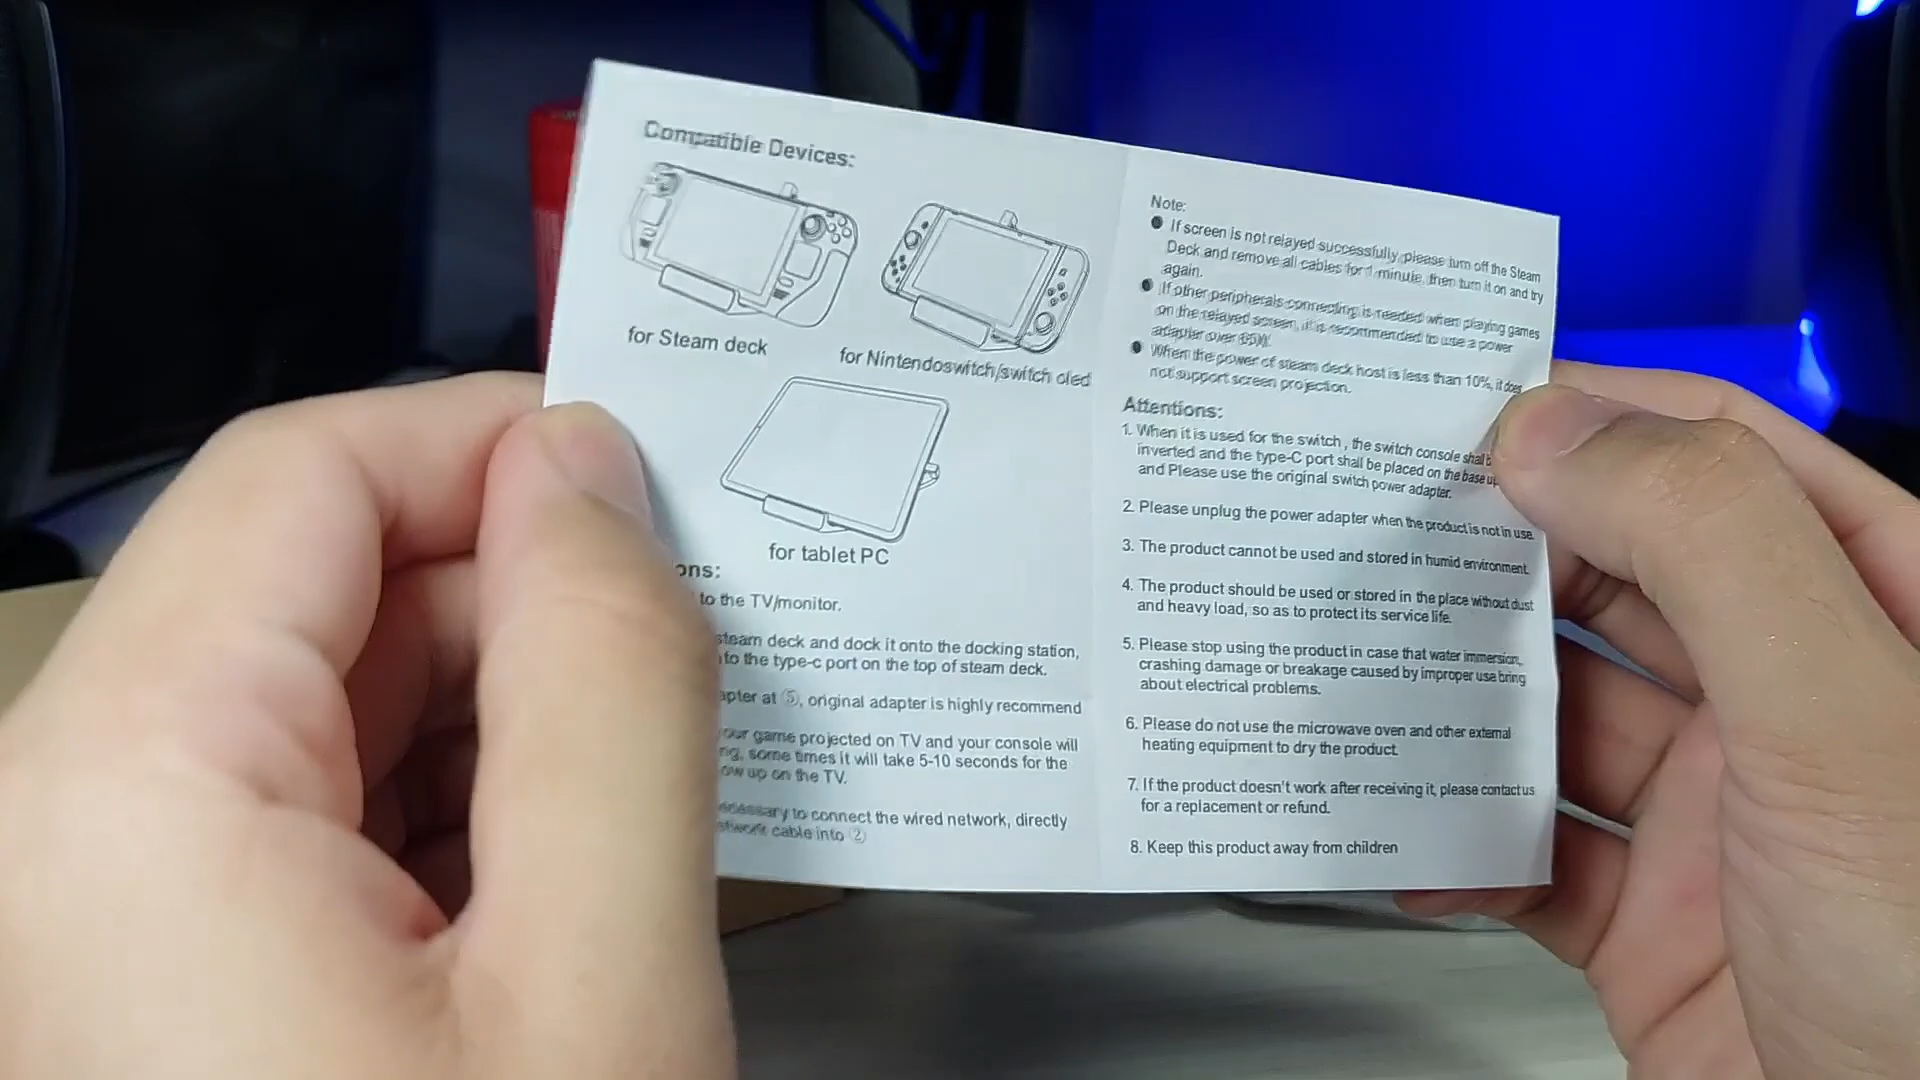 Compatible Devices:
for Steam deck
for Nintendoswitch/switch oled
for tablet PC
ons:
to the TV/monitor.
steam deck and dock it onto the docking station,
to the type-c port on the top of steam deck.
apter at ⑤, original adapter is highly recommend
our game projected on TV and your console will
ng, some times it will take 5-10 seconds for the
ow up on the TV.
ecessary to connect the wired network, directly
etwork cable into ②
Note:
● If screen is not relayed successfully, please turn off the Steam
Deck and remove all cables for 1 minute, then turn it on and try
again.
● If other peripherals connecting is needed when playing games
on the relayed screen, it is recommended to use a power
adapter over
● When the power of steam deck host is less than 10%, it does
not support screen projection.
Attentions:
1. When it is used for the switch , the switch console shall b
inverted and the type-C port shall be placed on the base up
and Please use the original switch power adapter.
2. Please unplug the power adapter when the product is not in use.
3. The product cannot be used and stored in humid environment.
4. The product should be used or stored in the place without dust
and heavy load, so as to protect its service life.
5. Please stop using the product in case that water immersion,
crashing damage or breakage caused by improper use bring
about electrical problems.
6. Please do not use the microwave oven and other external
heating equipment to dry the product.
7. If the product doesn't work after receiving it, please contact us
for a replacement or refund.
8. Keep this product away from children